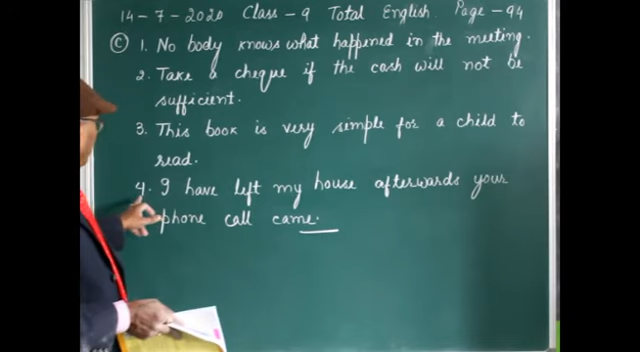 14-7-2020 Class-9 Total English. Page-94
(C) 1. No body knows what happened in the meeting.
2. Take a cheque if the cash will not be
sufficient.
3. This book is very simple for a child to
read.
4. I have left my house afterwards your
phone call came.